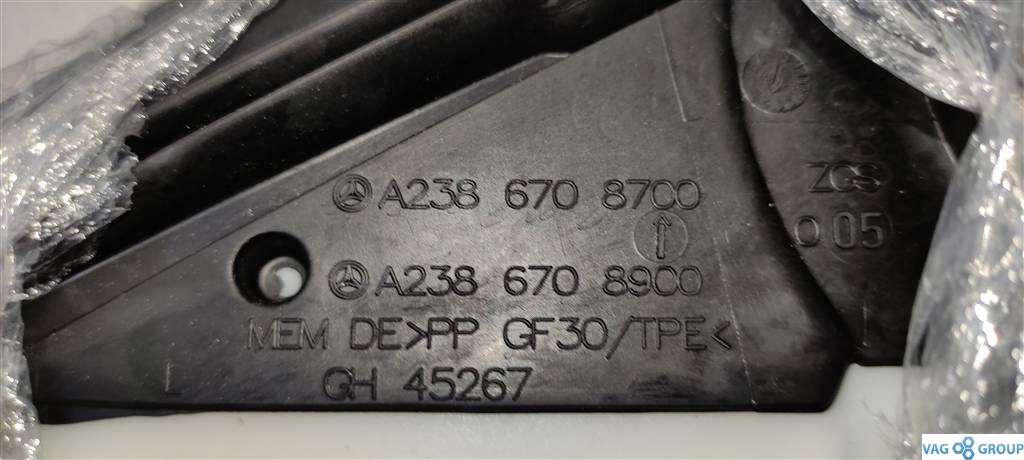 A238 670 8700
ZGS
005
A238 670 8900
MEM DE>PP GF30/TPE<
GH 45267
L
VAG GROUP